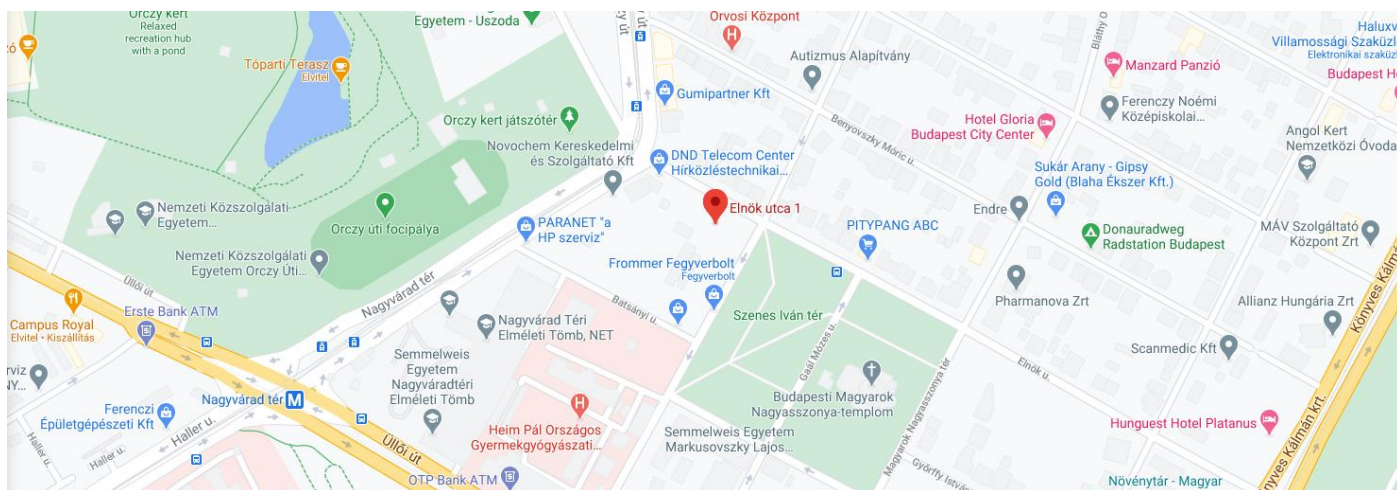 Orczy kert
Relaxed
recreation hub
with a pond
Egyetem - Uszoda
Orvosi Központ
Tóparti Terasz
Elvitel
Gumipartner Kft
Autizmus Alapítvány
Bláthy O
Manzard Panzió
Villamossági Szaküzl
Elektronikai szaküzl
Orczy kert játszótér
Novochem Kereskedelmi
és Szolgáltató Kft
DND Telecom Center
Hírközléstechnikai...
Benyovszky Móric u.
Hotel Gloria
Budapest City Center
Ferenczy Noémi
Középiskolai...
Angol Kert
Nemzetközi Óvoda
Sukár Arany - Gipsy
Gold (Blaha Ékszer Kft.)
Nemzeti Közszolgálati
Egyetem...
Orczy úti focipálya
PARANET "a
HP szerviz"
Elnök utca 1
PITYPANG ABC
Endre
Donauradweg
Radstation Budapest
MÁV Szolgáltató
Központ Zrt
Nemzeti Közszolgálati
Egyetem Orczy Úti...
Frommer Fegyverbolt
Fegyverbolt
Üllői út
Nagyvárad tér
Batsányi u.
Szenes Iván tér
Pharmanova Zrt
Allianz Hungária Zrt
Könyves Kálmán
Campus Royal
Elvitel • Kiszállítás
Erste Bank ATM
Nagyvárad Téri
Elméleti Tömb, NET
Gaál Mózes u.
Elnök u.
Scanmedic Kft
Semmelweis
Egyetem
Nagyváradtéri
Elméleti Tömb
Budapesti Magyarok
Nagyasszonya-templom
Magyarok Nagyasszonya tér
Nagyvárad tér
M
Ferenczi
Épületgépészeti Kft
Haller u.
Haller u.
Üllői út
Heim Pál Országos
Gyermekgyógyászati...
Semmelweis Egyetem
Markusovszky Lajos...
Hunguest Hotel Platanus
Könyves Kálmán krt.
Győrffy István
OTP Bank ATM
Növénytár - Magyar